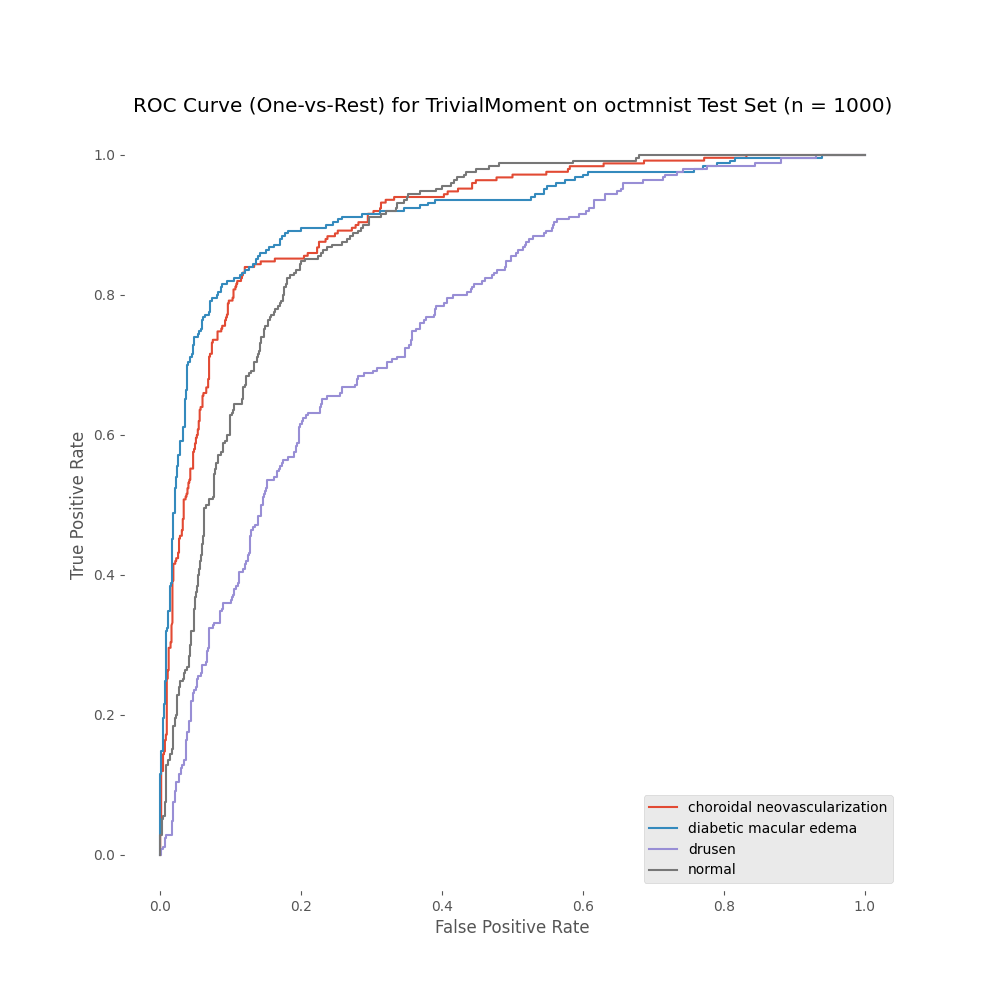 ROC Curve (One-vs-Rest) for TrivialMoment on octmnist Test Set (n = 1000)
1.0
0.8
0.6
0.4
0.2
0.0
True Positive Rate
choroidal neovascularization
diabetic macular edema
drusen
normal
0.0 0.2 0.4 0.6 0.8 1.0
False Positive Rate